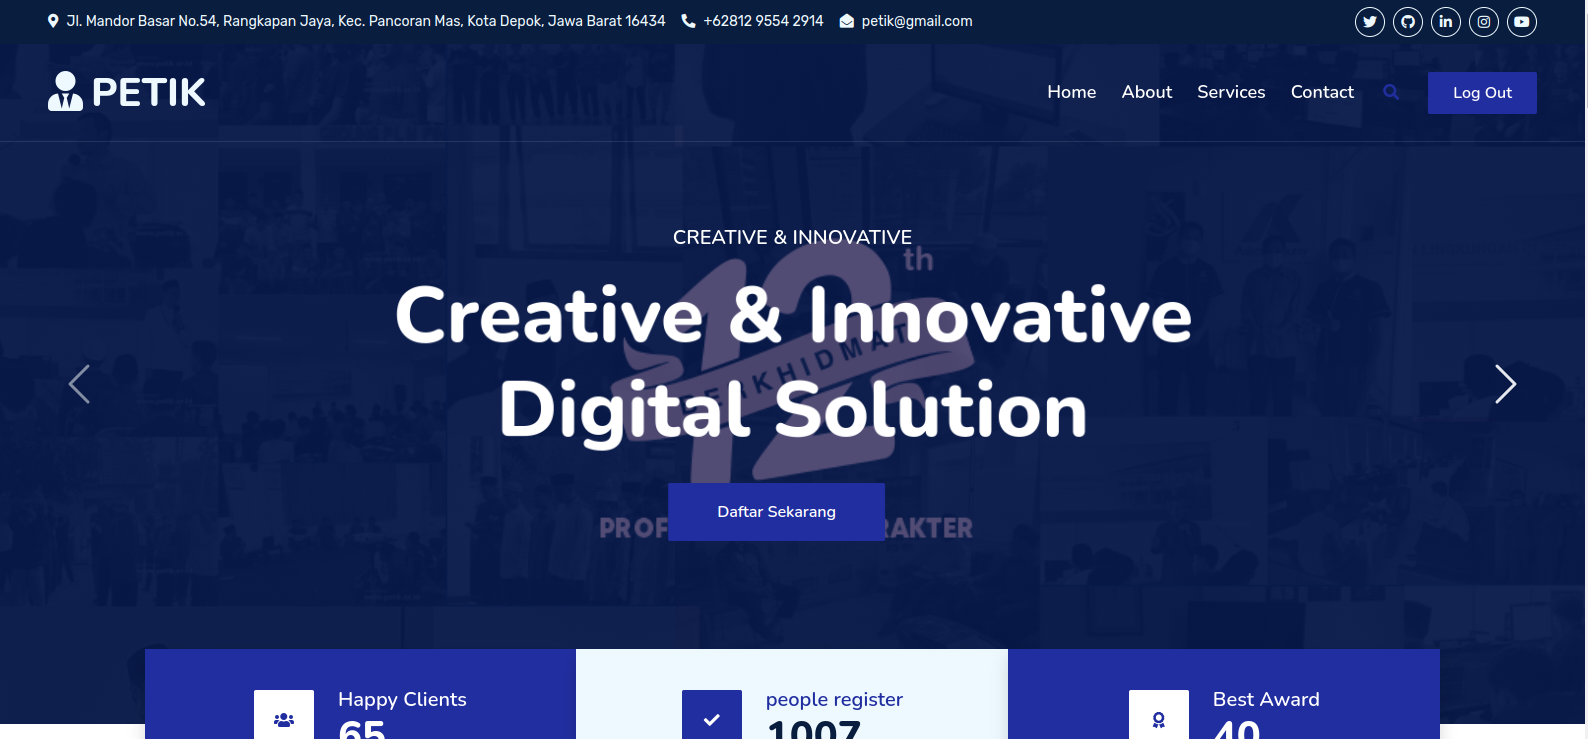 Jl. Mandor Basar No.54, Rangkapan Jaya, Kec. Pancoran Mas, Kota Depok, Jawa Barat 16434 +62812 9554 2914 petik@gmail.com
PETIK
Home About Services Contact Log Out
CREATIVE & INNOVATIVE
12th
Creative & Innovative
BERKHIDMAT
Digital Solution
Daftar Sekarang
Happy Clients
65
people register
1007
Best Award
40